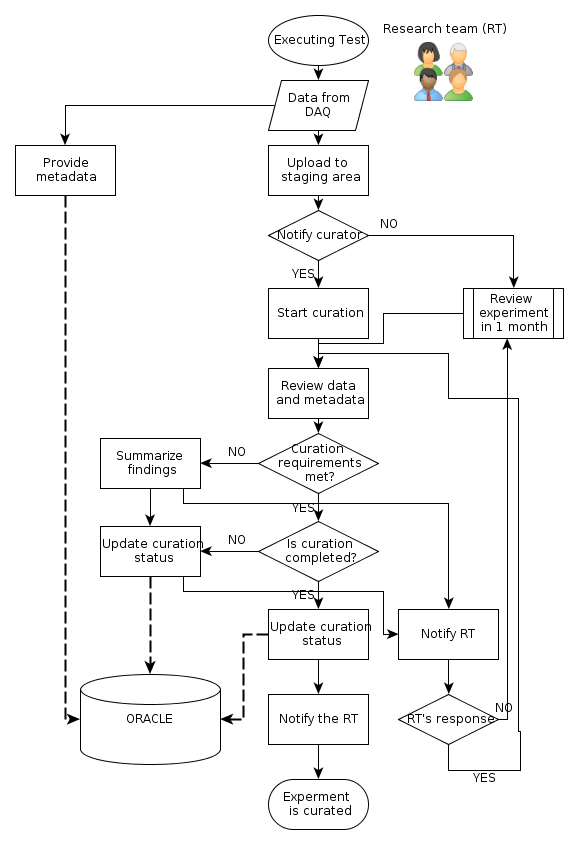 Executing Test
Research team (RT)
Data from
DAQ
Provide
metadata
Upload to
staging area
Notify curator
NO
YES
Start curation
Review
experiment
in 1 month
Review data
and metadata
Summarize
findings
NO
Curation
requirements
met?
YES
Update curation
status
NO
Is curation
completed?
YES
Update curation
status
Notify RT
ORACLE
Notify the RT
RT's response
NO
YES
Experment
is curated